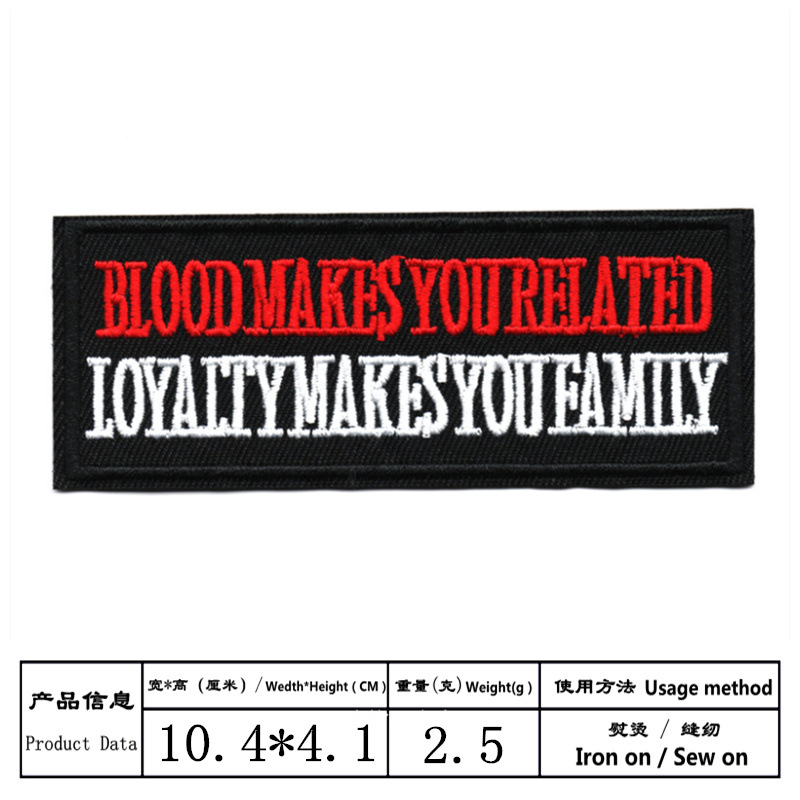 BLOOD MAKES YOU RELATED
LOYALTY MAKES YOU FAMILY
产品信息
Product Data
宽*高（厘米）/ Wedth*Height ( CM )
10.4*4.1
重量(克) Weight(g)
2.5
使用方法 Usage method
熨烫 / 缝纫
Iron on / Sew on